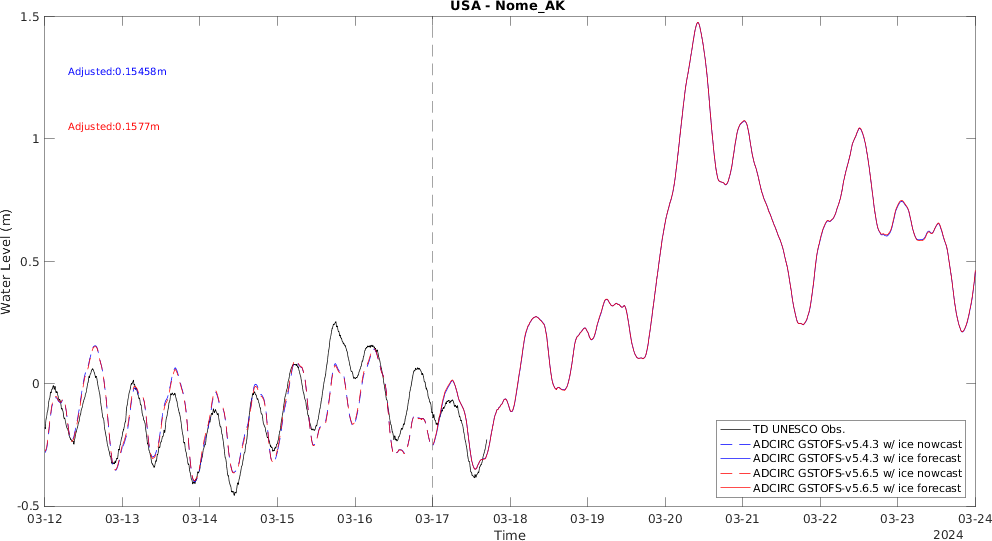 USA - Nome_AK
1.5
Adjusted:0.15458m
Adjusted:0.1577m
1
0.5
0
-0.5
Water Level (m)
TD UNESCO Obs.
ADCIRC GSTOFS-v5.4.3 w/ ice nowcast
ADCIRC GSTOFS-v5.4.3 w/ ice forecast
ADCIRC GSTOFS-v5.6.5 w/ ice nowcast
ADCIRC GSTOFS-v5.6.5 w/ ice forecast
03-12 03-13 03-14 03-15 03-16 03-17 03-18 03-19 03-20 03-21 03-22 03-23 03-24
Time
2024